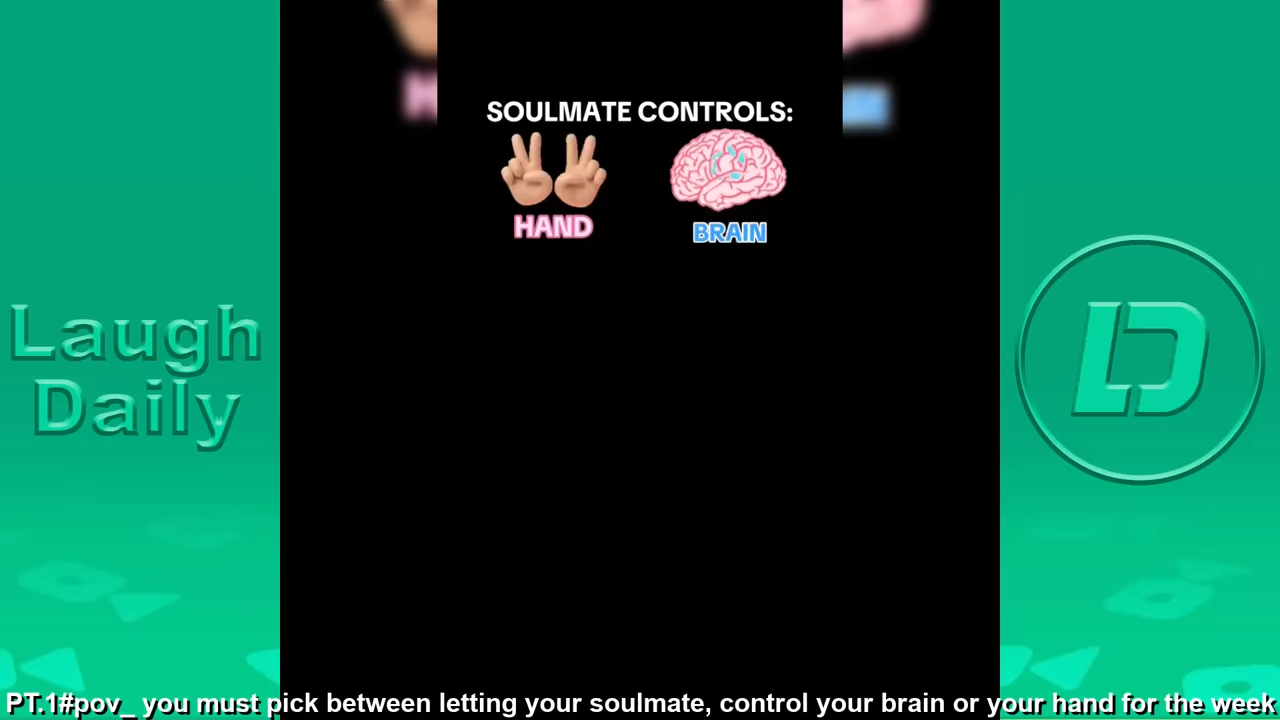 SOULMATE CONTROLS:
HAND
BRAIN
Laugh
Daily
LD
PT.1#pov_ you must pick between letting your soulmate, control your brain or your hand for the week